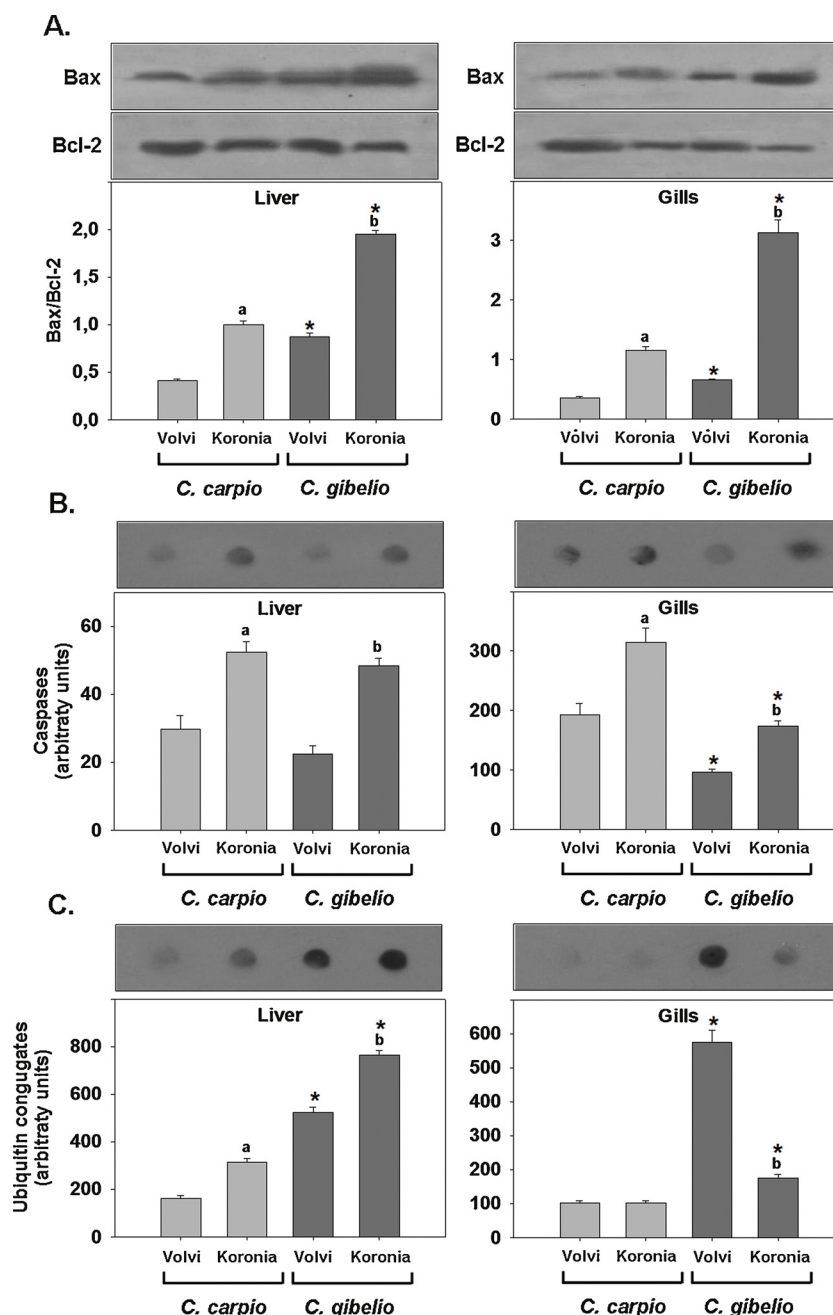 A.
Bax
Bcl-2
Liver
Bax/Bcl-2
2,0
1,5
1,0
0,5
0,0
a
*
*
b
Volvi Koronia Volvi Koronia
C. carpio C. gibelio
Bax
Bcl-2
Gills
3
2
1
0
a
*
*
b
Volvi Koronia Volvi Koronia
C. carpio C. gibelio
B.
Liver
Caspases
(arbitraty units)
60
40
20
0
a
b
Volvi Koronia Volvi Koronia
C. carpio C. gibelio
Gills
300
200
100
0
a
*
*
b
Volvi Koronia Volvi Koronia
C. carpio C. gibelio
C.
Liver
Ubiquitin congugates
(arbitraty units)
800
600
400
200
0
a
*
*
b
Volvi Koronia Volvi Koronia
C. carpio C. gibelio
Gills
600
500
400
300
200
100
0
*
*
b
Volvi Koronia Volvi Koronia
C. carpio C. gibelio